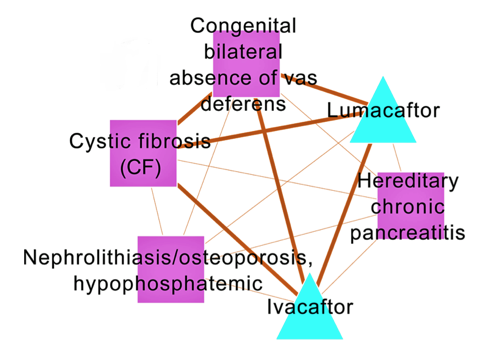 Congenital
bilateral
absence of vas
deferens
Lumacaftor
Cystic fibrosis
(CF)
Hereditary
chronic
pancreatitis
Nephrolithiasis/osteoporosis,
hypophosphatemic
Ivacaftor